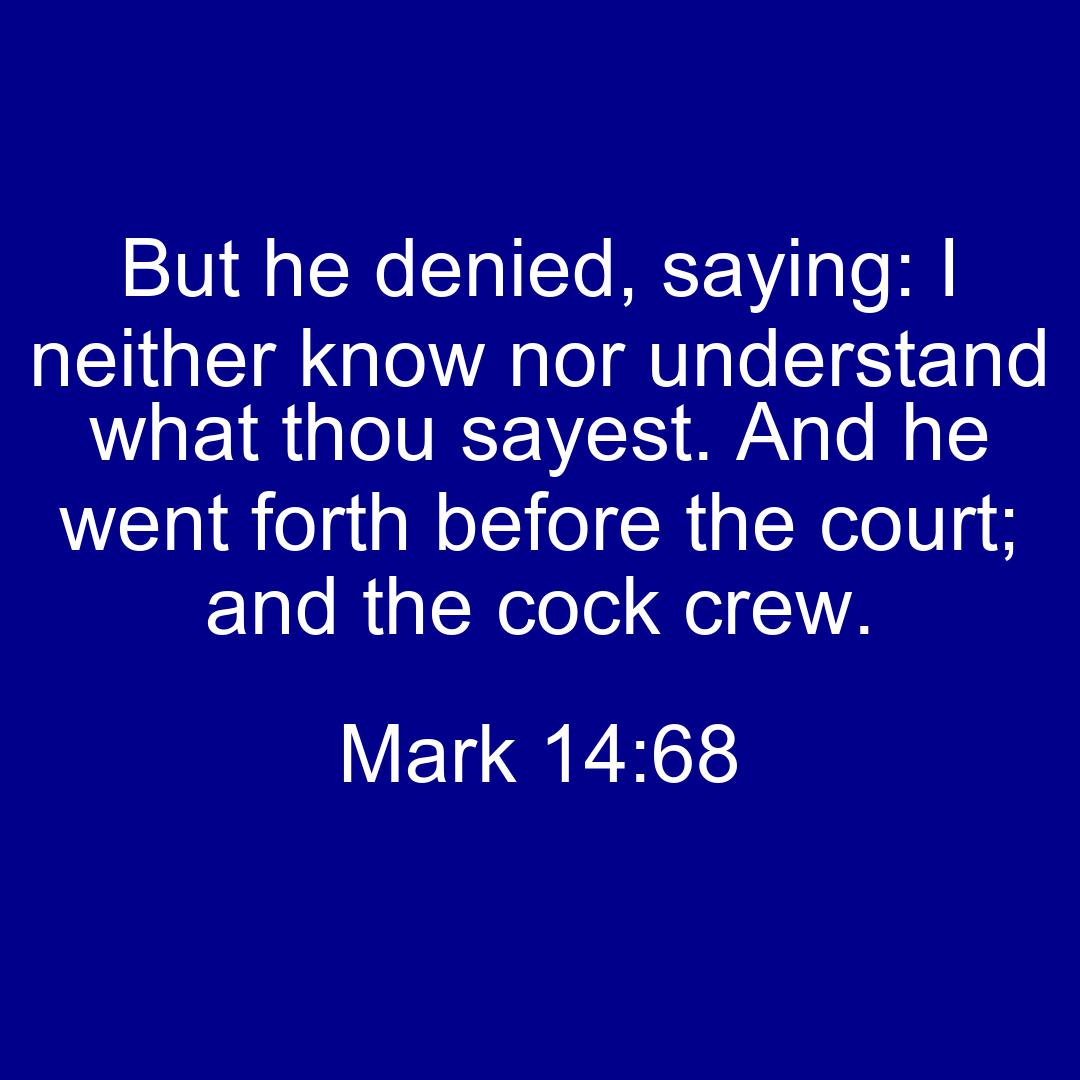 But he denied, saying: I
neither know nor understand
what thou sayest. And he
went forth before the court;
and the cock crew.
Mark 14:68